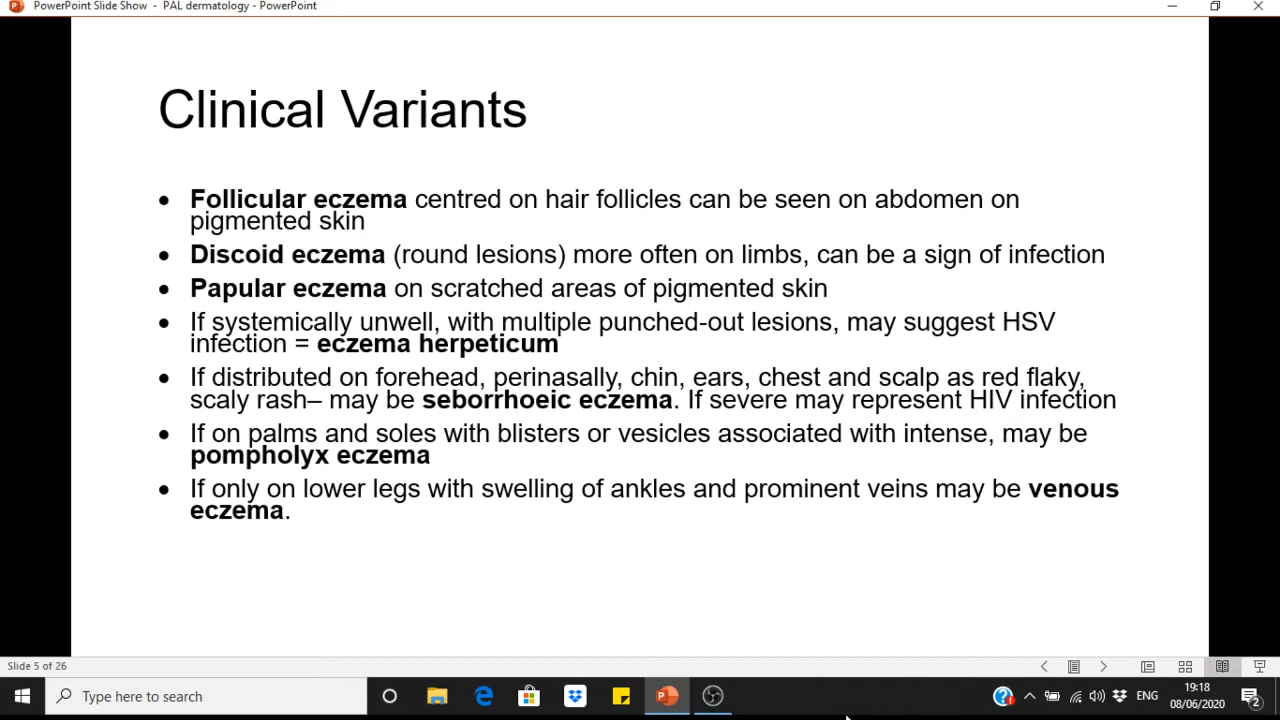 PowerPoint Slide Show - PAL dermatology - PowerPoint
Clinical Variants
• Follicular eczema centred on hair follicles can be seen on abdomen on
pigmented skin
• Discoid eczema (round lesions) more often on limbs, can be a sign of infection
• Papular eczema on scratched areas of pigmented skin
• If systemically unwell, with multiple punched-out lesions, may suggest HSV
infection = eczema herpeticum
• If distributed on forehead, perinasally, chin, ears, chest and scalp as red flaky,
scaly rash– may be seborrhoeic eczema. If severe may represent HIV infection
• If on palms and soles with blisters or vesicles associated with intense, may be
pompholyx eczema
• If only on lower legs with swelling of ankles and prominent veins may be venous
eczema.
Slide 5 of 26
Type here to search
ENG
19:18
08/06/2020
2